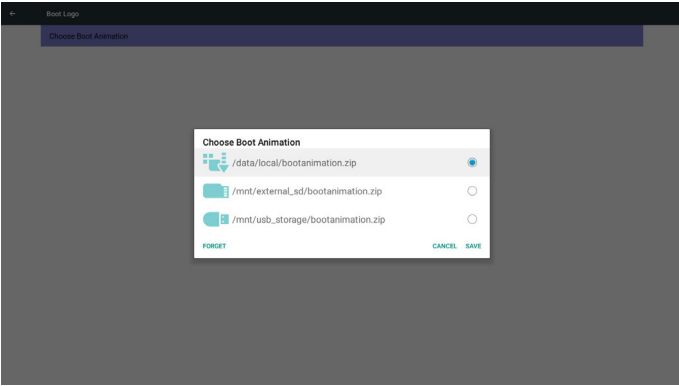 Boot Logo
Choose Boot Animation
Choose Boot Animation
/data/local/bootanimation.zip
/mnt/external_sd/bootanimation.zip
/mnt/usb_storage/bootanimation.zip
FORGET CANCEL SAVE